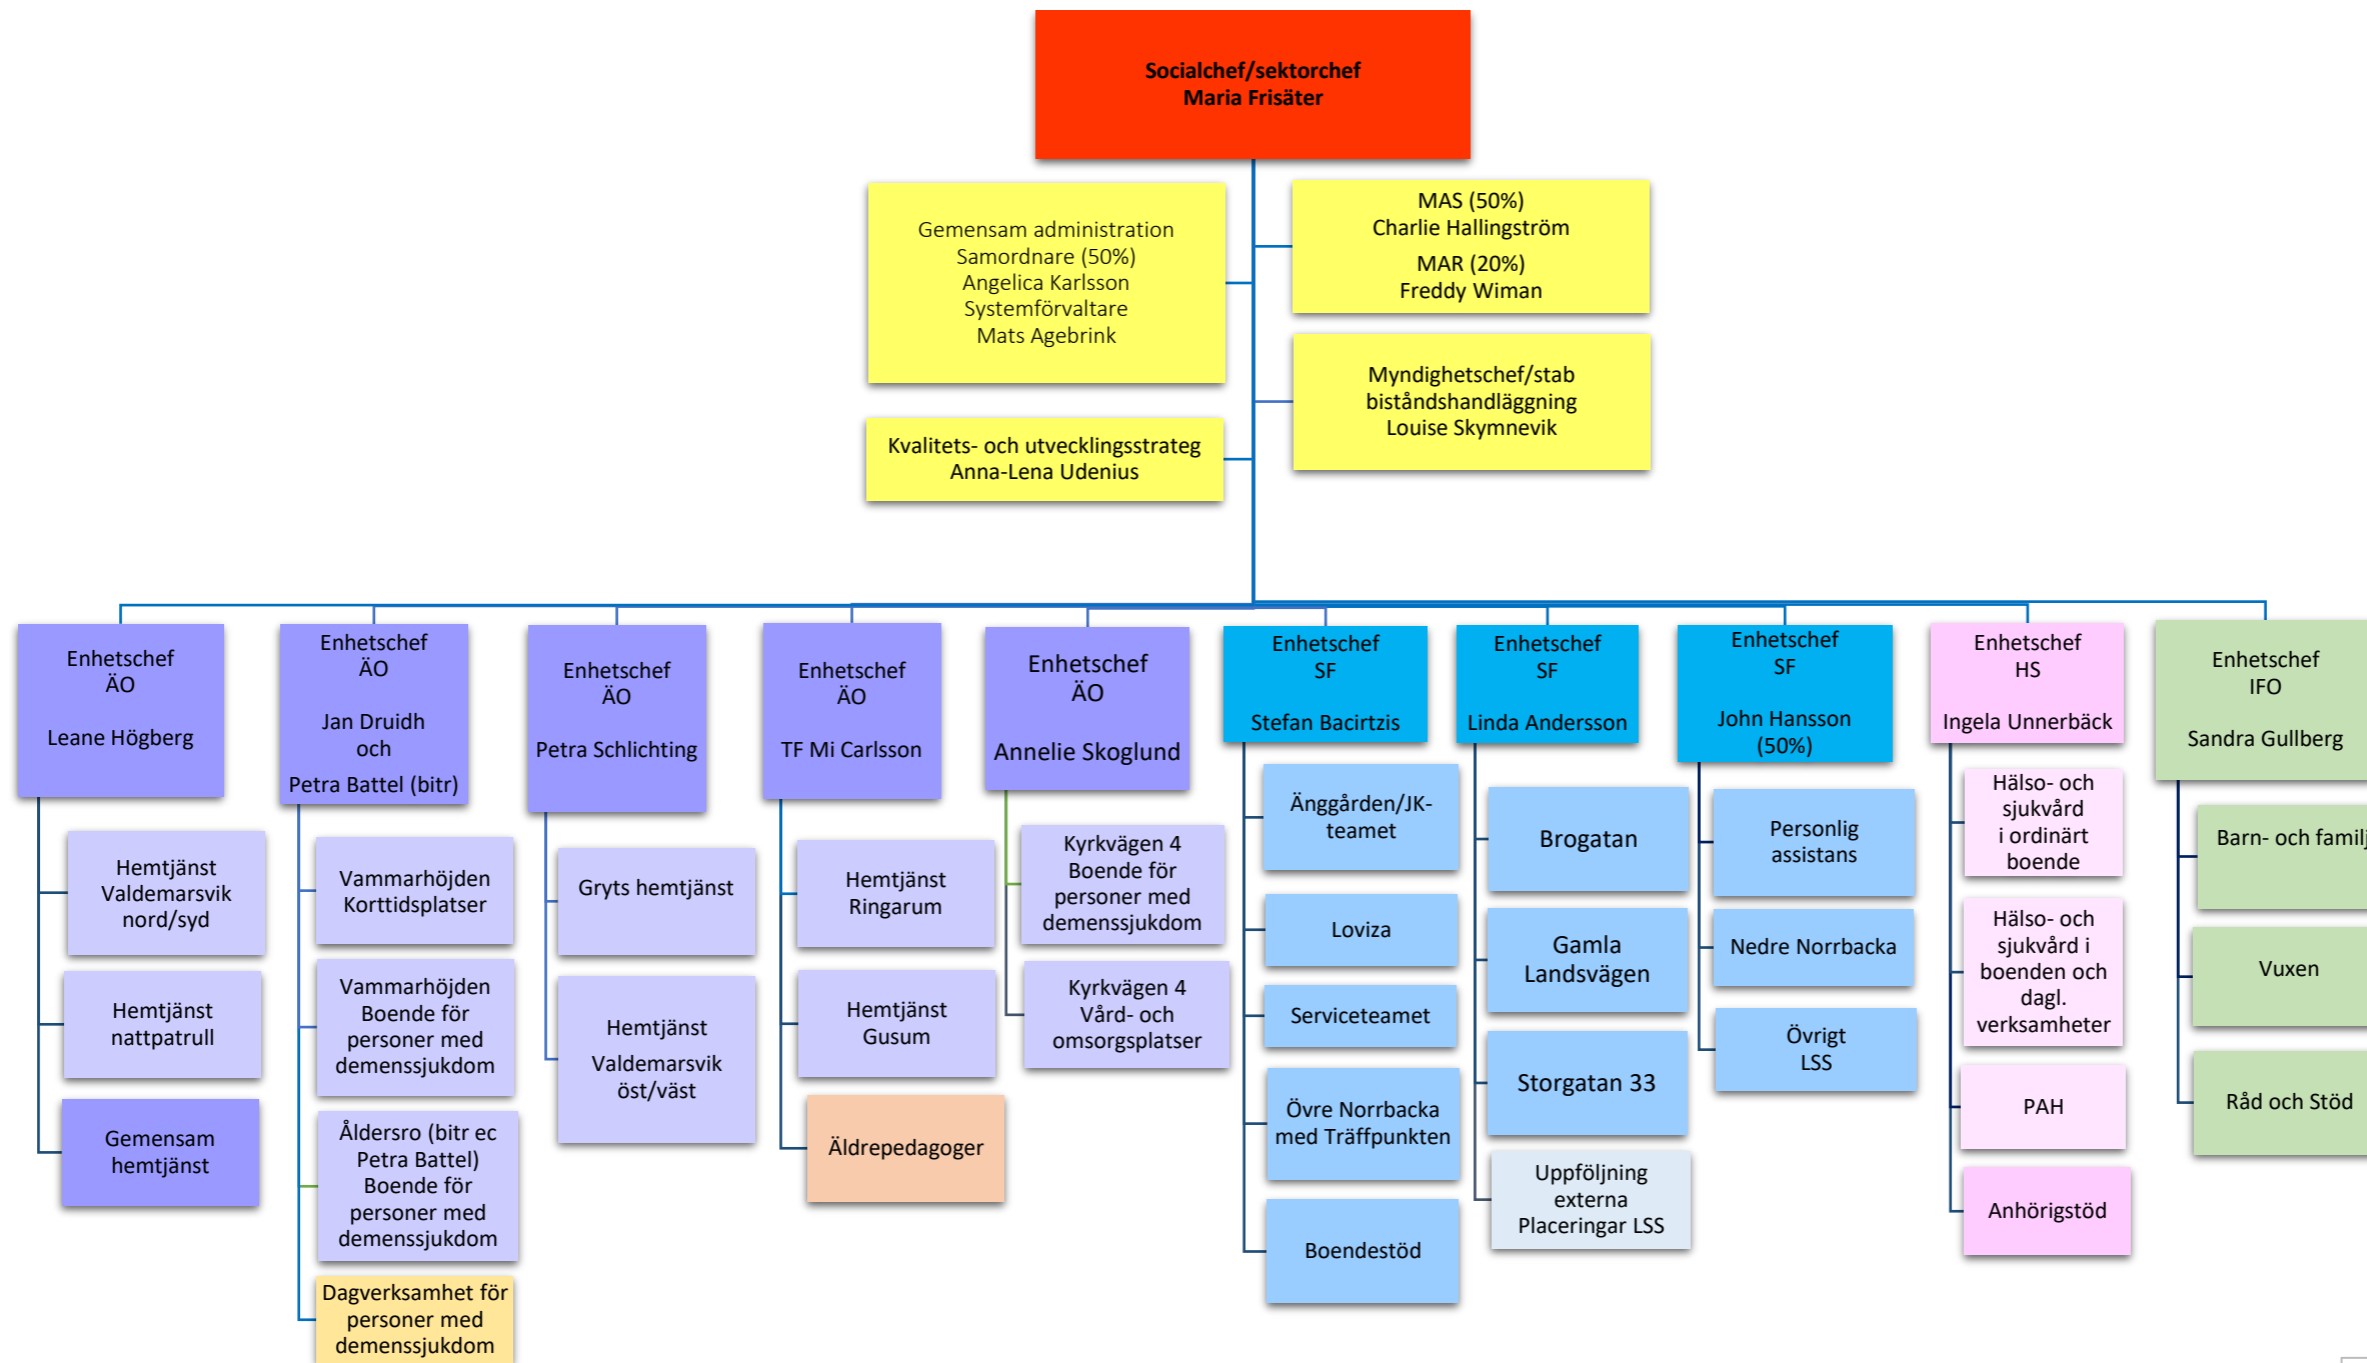 Socialchef/sektorchef
Maria Frisäter
Gemensam administration
Samordnare (50%)
Angelica Karlsson
Systemförvaltare
Mats Agebrink
MAS (50%)
Charlie Hallingström
MAR (20%)
Freddy Wiman
Myndighetschef/stab
biståndshandläggning
Louise Skymnevik
Kvalitets- och utvecklingsstrateg
Anna-Lena Udenius
Enhetschef
ÄO
Leane Högberg
Hemtjänst
Valdemarsvik
nord/syd
Hemtjänst
nattpatrull
Gemensam
hemtjänst
Enhetschef
ÄO
Jan Druidh
och
Petra Battel (bitr)
Vammarhöjden
Korttidsplatser
Vammarhöjden
Boende för
personer med
demenssjukdom
Åldersro (bitr ec
Petra Battel)
Boende för
personer med
demenssjukdom
Dagverksamhet för
personer med
demenssjukdom
Enhetschef
ÄO
Petra Schlichting
Gryts hemtjänst
Hemtjänst
Valdemarsvik
öst/väst
Enhetschef
ÄO
TF Mi Carlsson
Hemtjänst
Ringarum
Hemtjänst
Gusum
Äldrepedagoger
Enhetschef
ÄO
Annelie Skoglund
Kyrkvägen 4
Boende för
personer med
demenssjukdom
Kyrkvägen 4
Vård- och
omsorgsplatser
Enhetschef
SF
Stefan Bacirtzis
Änggården/JK-
teamet
Loviza
Serviceteamet
Övre Norrbacka
med Träffpunkten
Boendestöd
Enhetschef
SF
Linda Andersson
Brogatan
Gamla
Landsvägen
Storgatan 33
Uppföljning
externa
Placeringar LSS
Enhetschef
SF
John Hansson
(50%)
Personlig
assistans
Nedre Norrbacka
Övrigt
LSS
Enhetschef
HS
Ingela Unnerbäck
Hälso- och
sjukvård
i ordinärt
boende
Hälso- och
sjukvård i
boenden och
dagl.
verksamheter
PAH
Anhörigstöd
Enhetschef
IFO
Sandra Gullberg
Barn- och familj
Vuxen
Råd och Stöd